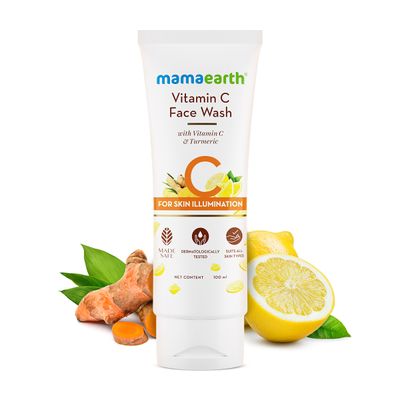 mamaearth®
Vitamin C
Face Wash
with Vitamin C
& Turmeric
C
FOR SKIN ILLUMINATION
MADE
SAFE
DERMATOLOGICALLY
TESTED
SUITS ALL
SKIN TYPES
NET CONTENT 100 ml